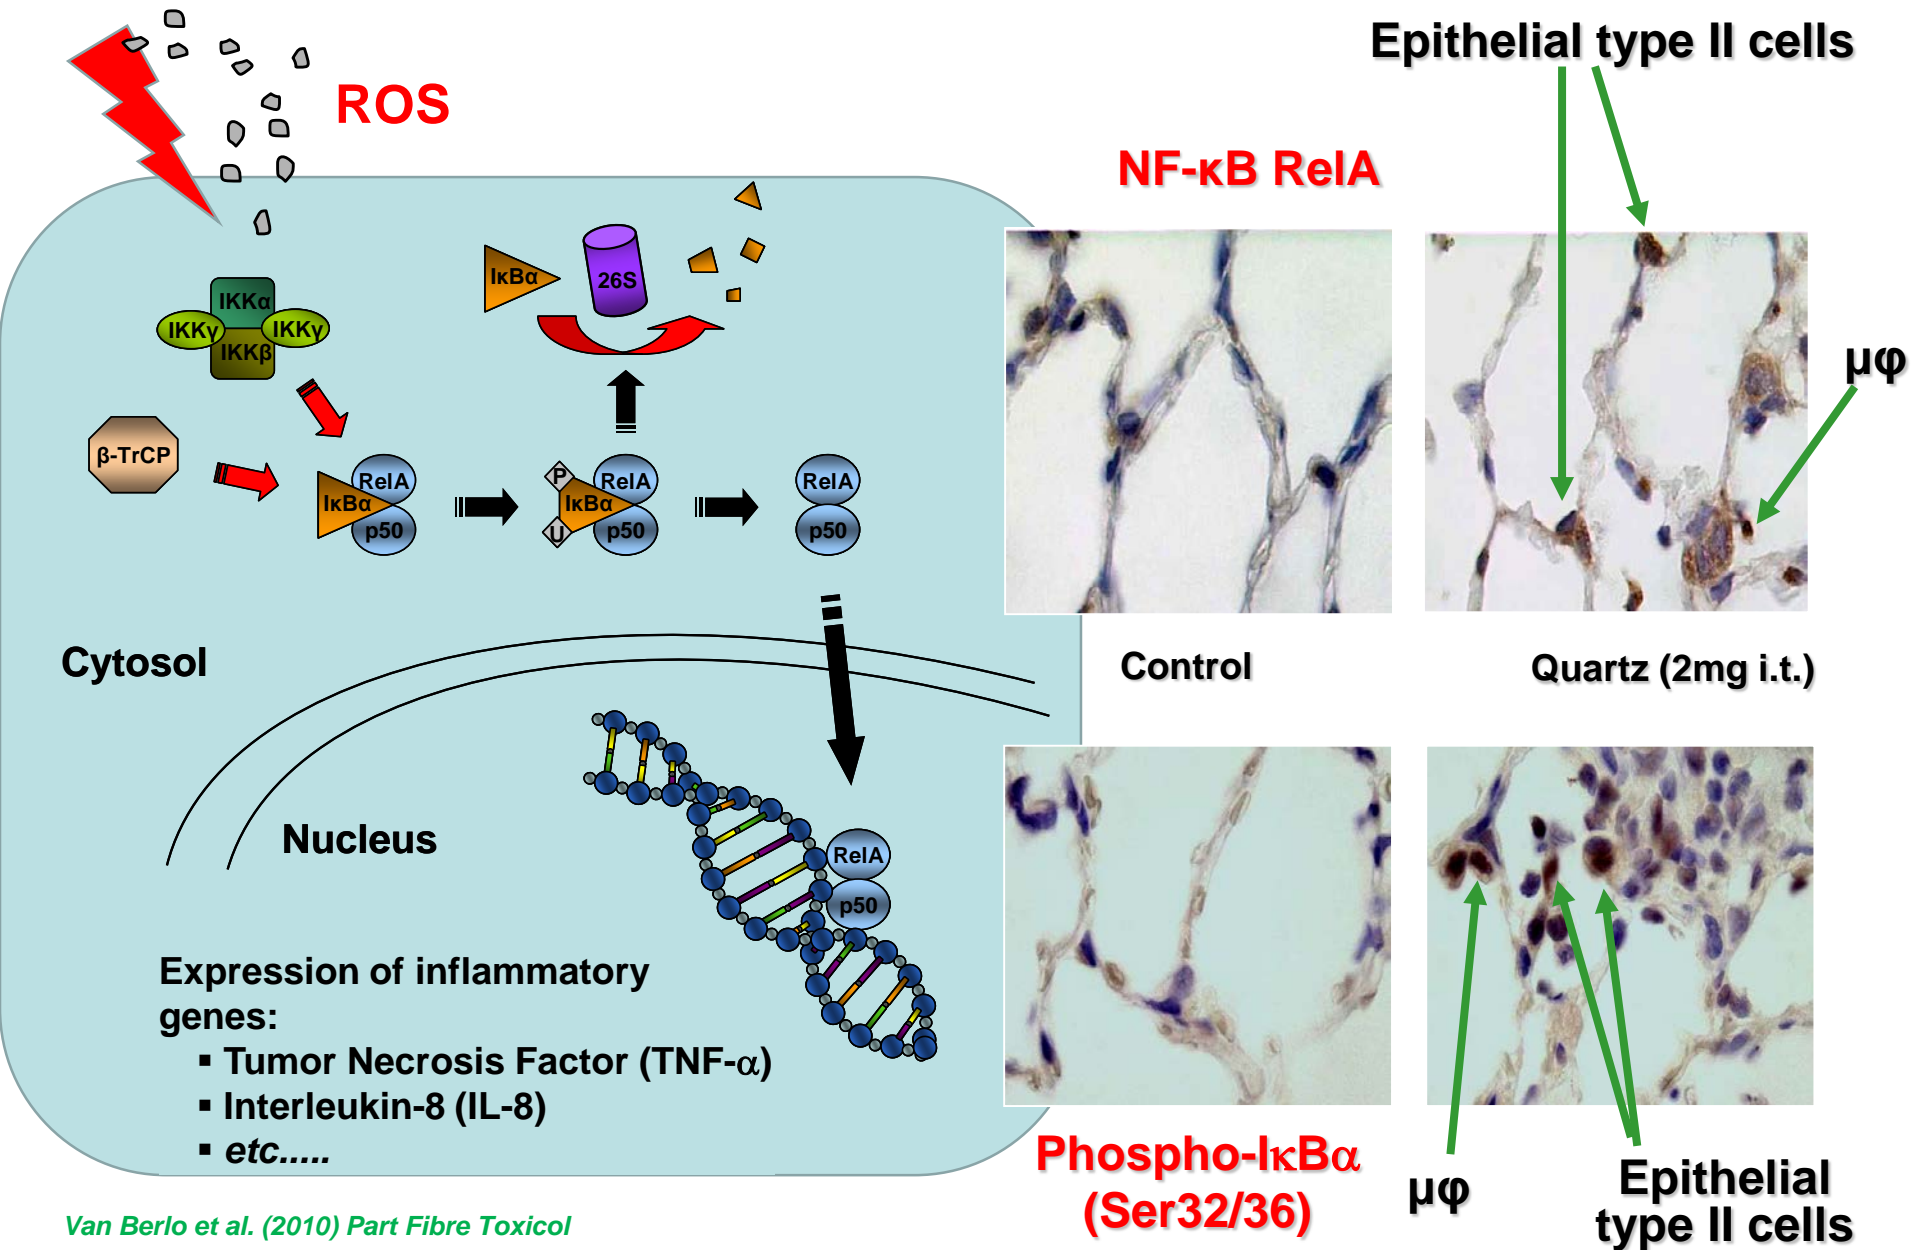 ROS
IκBα
26S
IKKα
IKKγ
IKKγ
IKKβ
β-TrCP
RelA
IκBα
p50
P
RelA
IκBα
U
p50
RelA
p50
Cytosol
Nucleus
RelA
p50
Expression of inflammatory
genes:
▪ Tumor Necrosis Factor (TNF-α)
▪ Interleukin-8 (IL-8)
▪ etc.....
Van Berlo et al. (2010) Part Fibre Toxicol
Epithelial type II cells
NF-κB RelA
μφ
Control
Quartz (2mg i.t.)
Phospho-IκBα
(Ser32/36)
μφ
Epithelial
type II cells